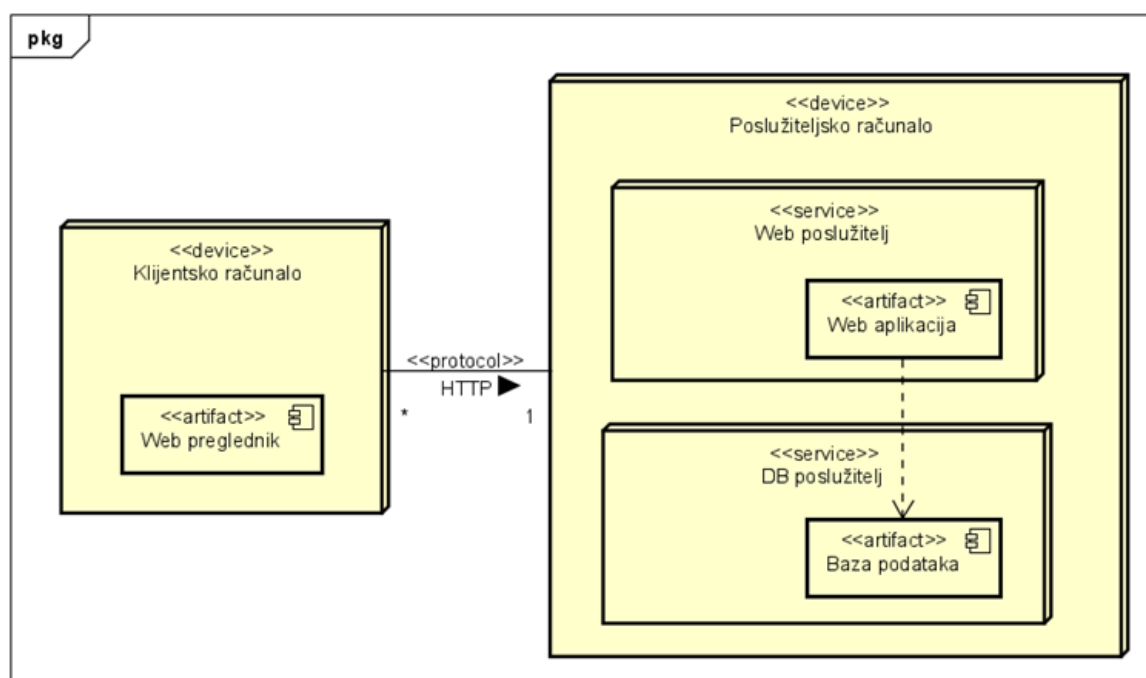 pkg
<<device>>
Klijentsko računalo
<<artifact>>
Web preglednik
<<protocol>>
HTTP
*
1
<<device>>
Poslužiteljsko računalo
<<service>>
Web poslužitelj
<<artifact>>
Web aplikacija
<<service>>
DB poslužitelj
<<artifact>>
Baza podataka